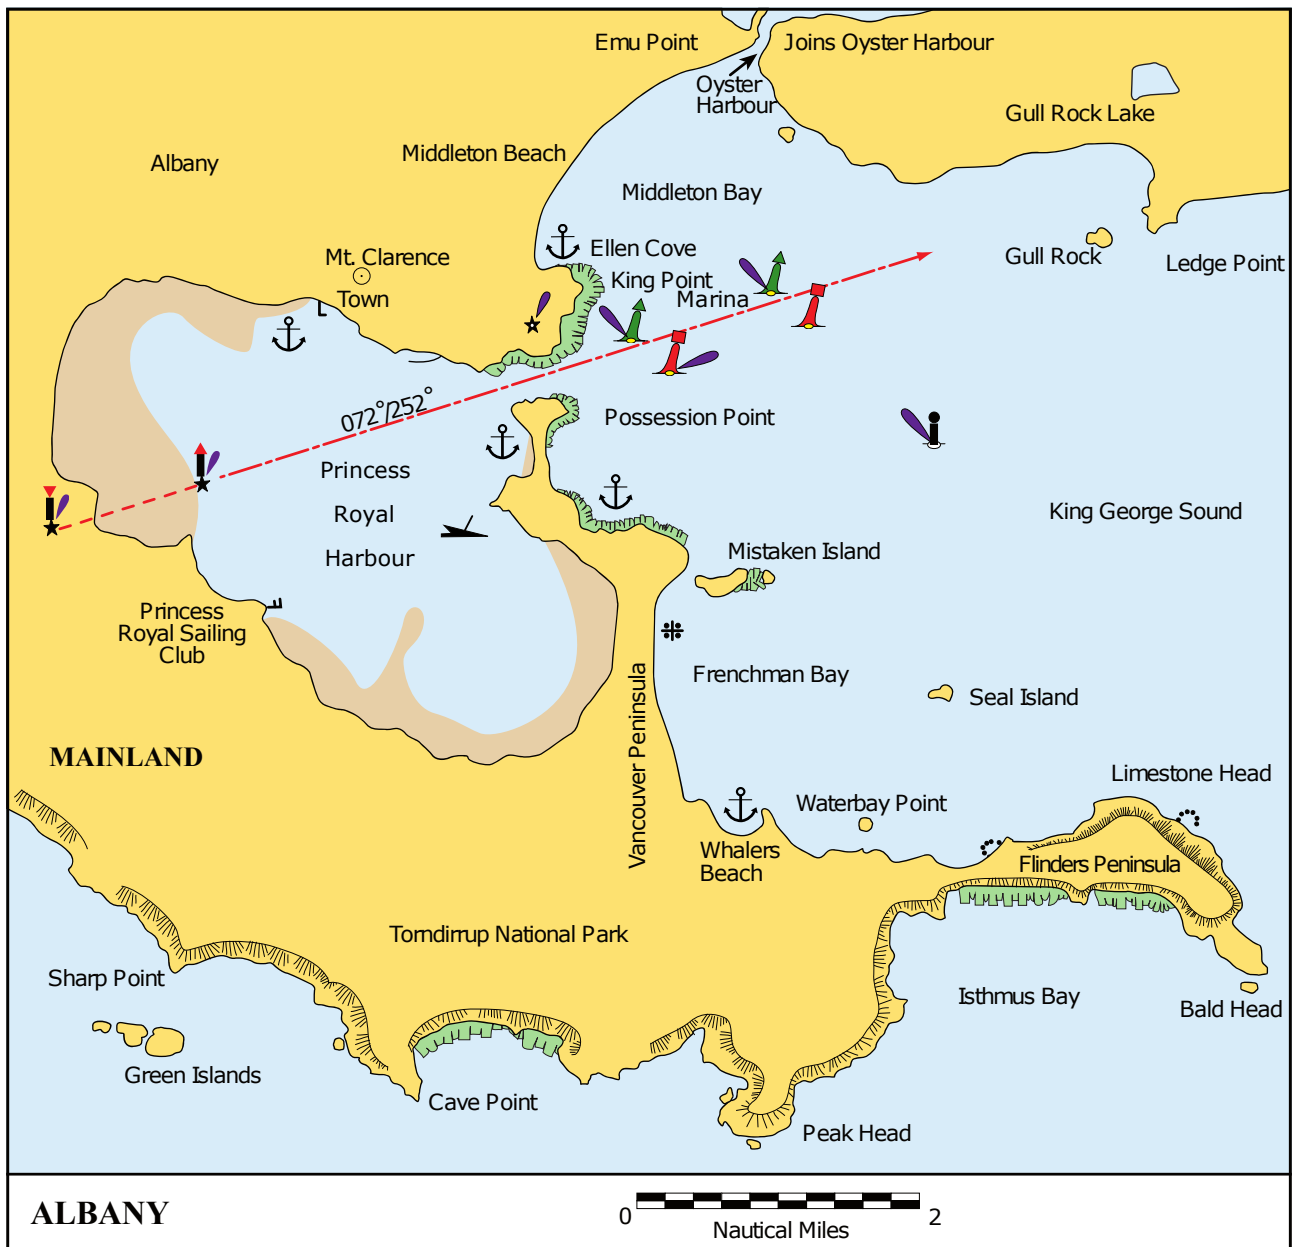 Emu Point
Joins Oyster Harbour
Oyster
Harbour
Gull Rock Lake
Albany
Middleton Beach
Middleton Bay
Mt. Clarence
Town
Ellen Cove
King Point
Marina
Gull Rock
Ledge Point
072°/252°
Possession Point
Princess
Royal
Harbour
King George Sound
Mistaken Island
Princess
Royal Sailing
Club
Frenchman Bay
Vancouver Peninsula
Seal Island
MAINLAND
Limestone Head
Waterbay Point
Whalers
Beach
Flinders Peninsula
Torndirrup National Park
Sharp Point
Isthmus Bay
Bald Head
Green Islands
Cave Point
Peak Head
ALBANY
0 2
Nautical Miles